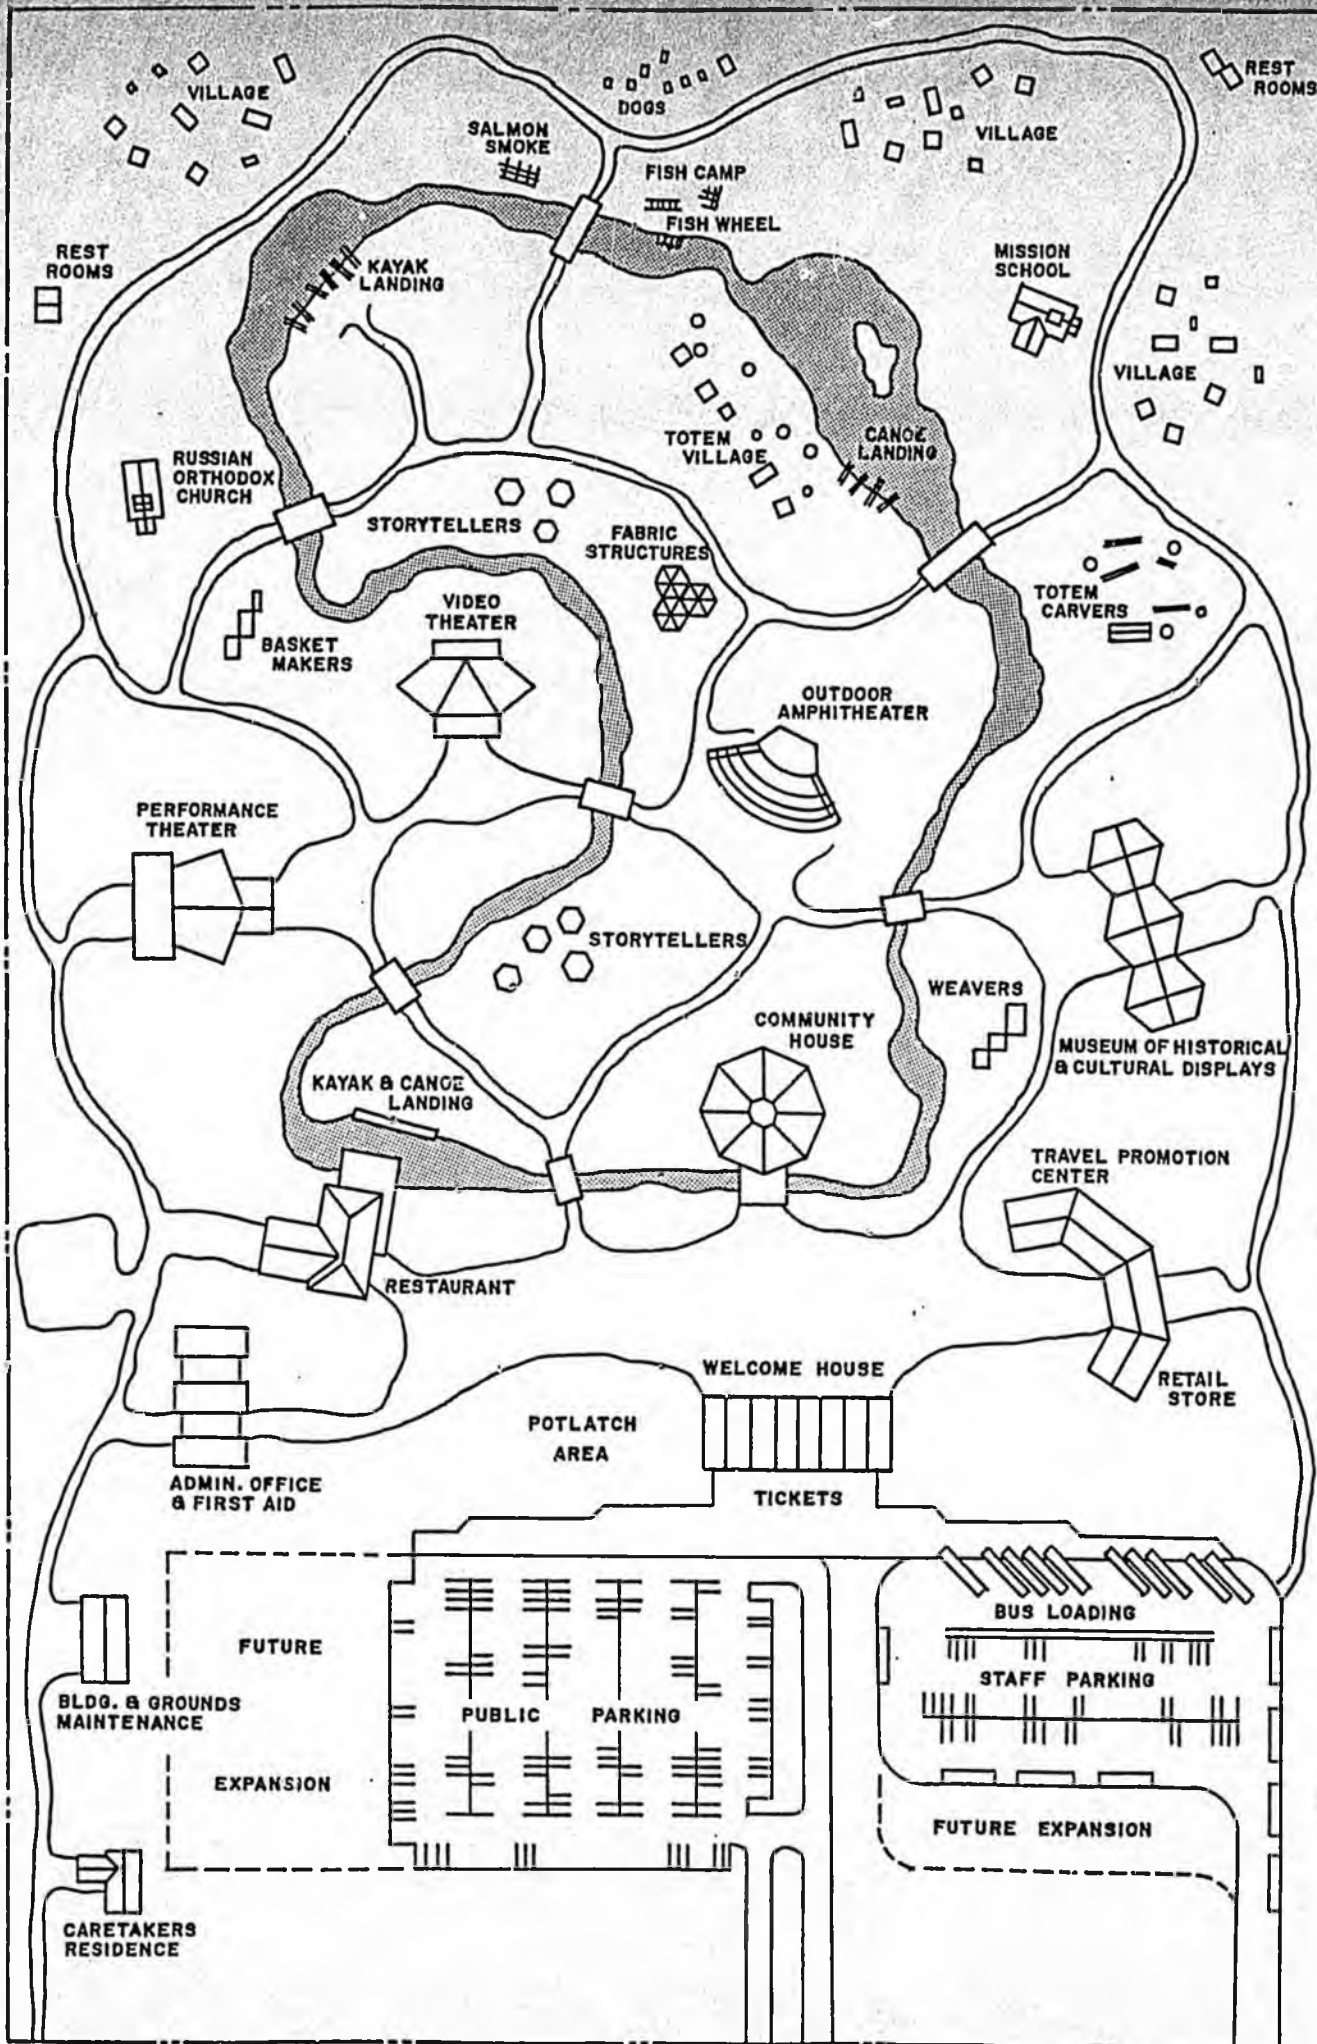 VILLAGE
DOGS
REST
ROOMS
SALMON
SMOKE
VILLAGE
FISH CAMP
FISH WHEEL
REST
ROOMS
KAYAK
LANDING
MISSION
SCHOOL
VILLAGE
TOTEM
VILLAGE
CANOE
LANDING
RUSSIAN
ORTHODOX
CHURCH
STORYTELLERS
FABRIC
STRUCTURES
TOTEM
CARVERS
VIDEO
THEATER
BASKET
MAKERS
OUTDOOR
AMPHITHEATER
PERFORMANCE
THEATER
STORYTELLERS
WEAVERS
COMMUNITY
HOUSE
MUSEUM OF HISTORICAL
& CULTURAL DISPLAYS
KAYAK & CANOE
LANDING
TRAVEL PROMOTION
CENTER
RESTAURANT
WELCOME HOUSE
RETAIL
STORE
POTLATCH
AREA
ADMIN. OFFICE
& FIRST AID
TICKETS
BUS LOADING
FUTURE
STAFF PARKING
BLDG. & GROUNDS
MAINTENANCE
PUBLIC PARKING
EXPANSION
FUTURE EXPANSION
CARETAKERS
RESIDENCE